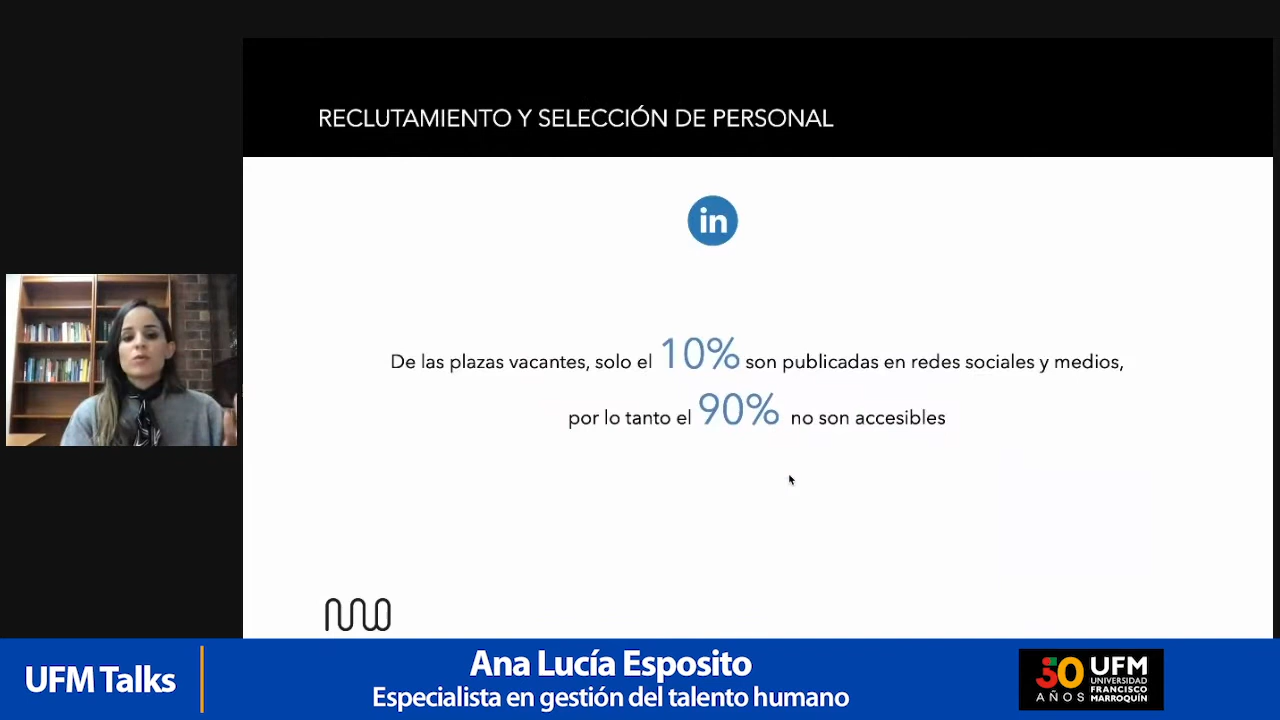 RECLUTAMIENTO Y SELECCIÓN DE PERSONAL
in
De las plazas vacantes, solo el 10% son publicadas en redes sociales y medios,
por lo tanto el 90% no son accesibles
UFM Talks
Ana Lucía Esposito
Especialista en gestión del talento humano
50
AÑOS
UFM
UNIVERSIDAD
FRANCISCO
MARROQUÍN